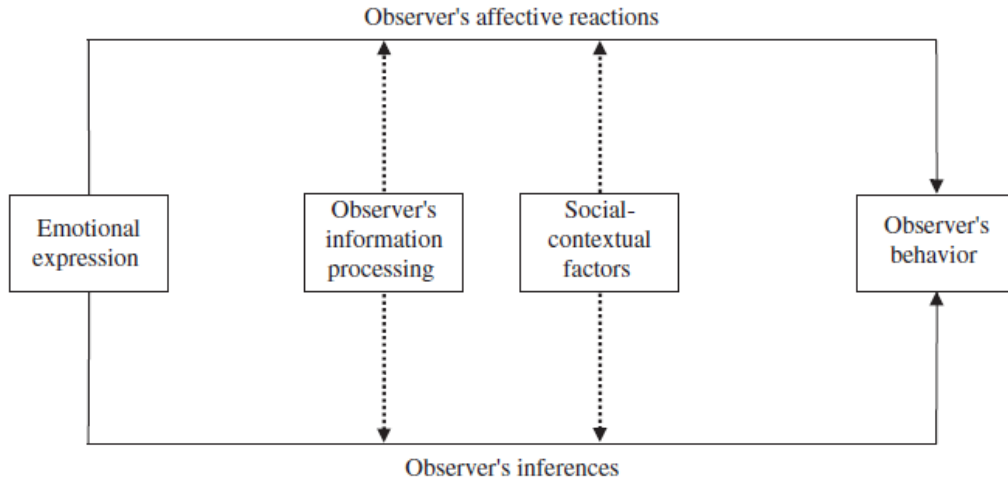 Observer's affective reactions
Emotional
expression
Observer's
information
processing
Social-
contextual
factors
Observer's
behavior
Observer's inferences